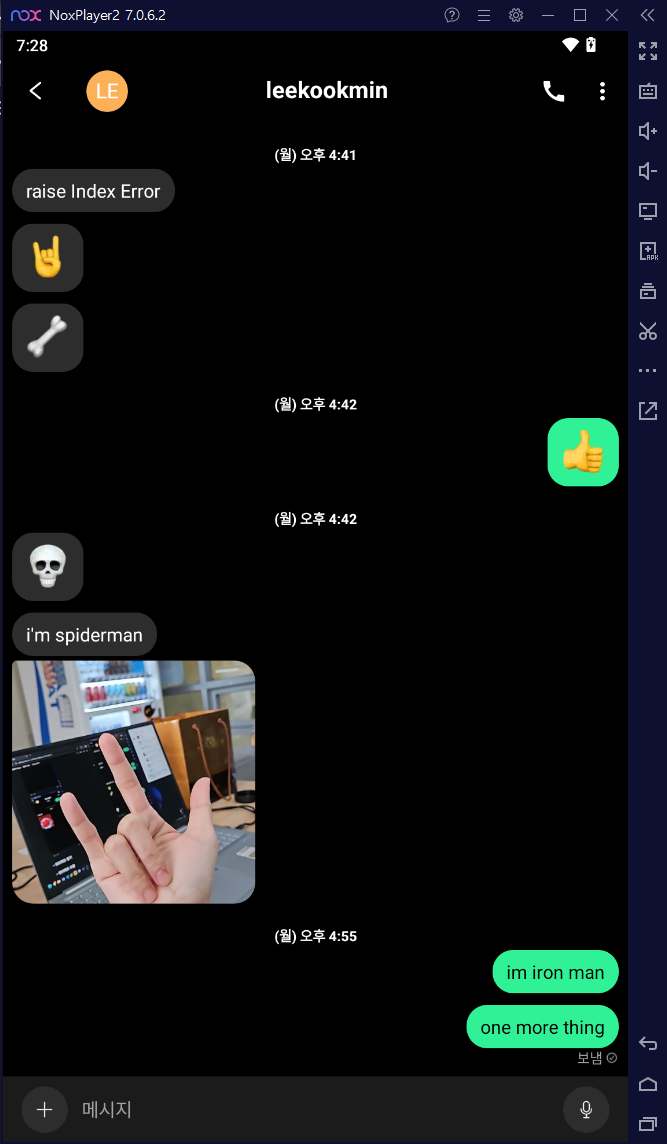 nox NoxPlayer2 7.0.6.2
7:28
LE
leekookmin
(월) 오후 4:41
raise Index Error
(월) 오후 4:42
(월) 오후 4:42
i'm spiderman
(월) 오후 4:55
im iron man
one more thing
보냄
메시지
APK